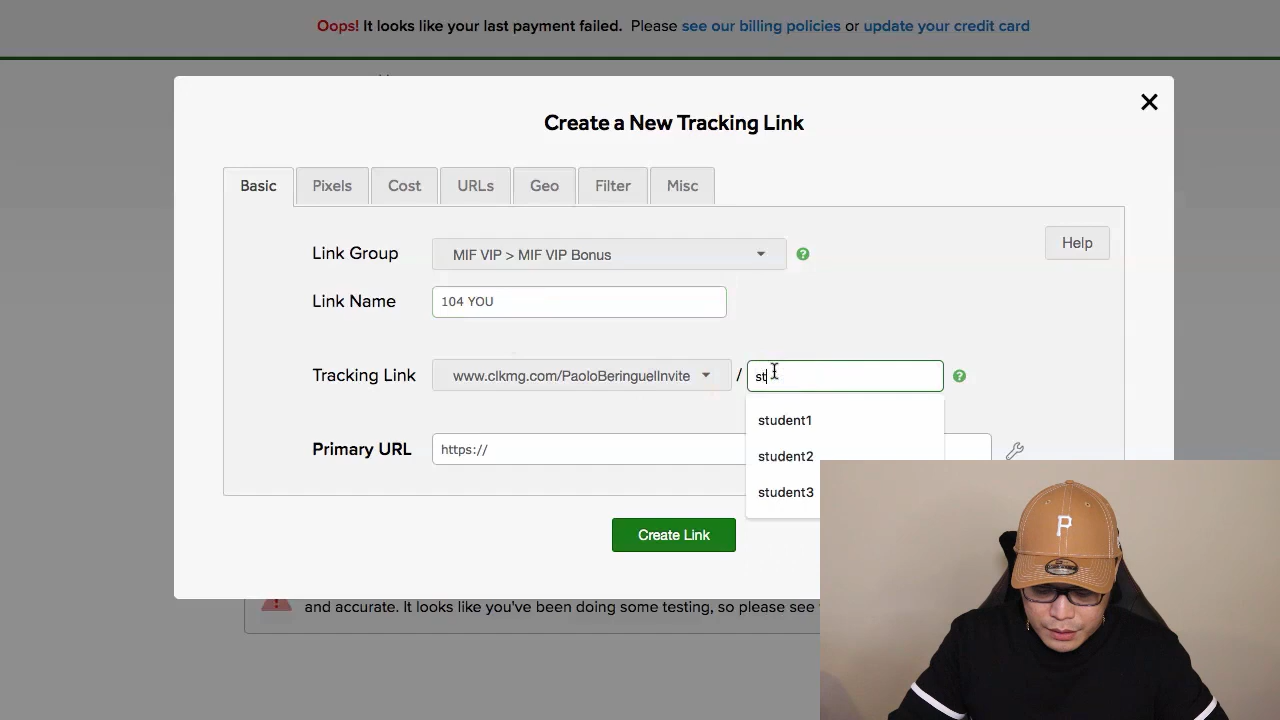 Oops! It looks like your last payment failed. Please see our billing policies or update your credit card
Create a New Tracking Link
Basic
Pixels
Cost
URLs
Geo
Filter
Misc
Help
Link Group
MIF VIP > MIF VIP Bonus
?
Link Name
104 YOU
Tracking Link
www.clkmg.com/PaoloBeringuelInvite
/
st
?
student1
Primary URL
https://
student2
student3
Create Link
and accurate. It looks like you've been doing some testing, so please see
P